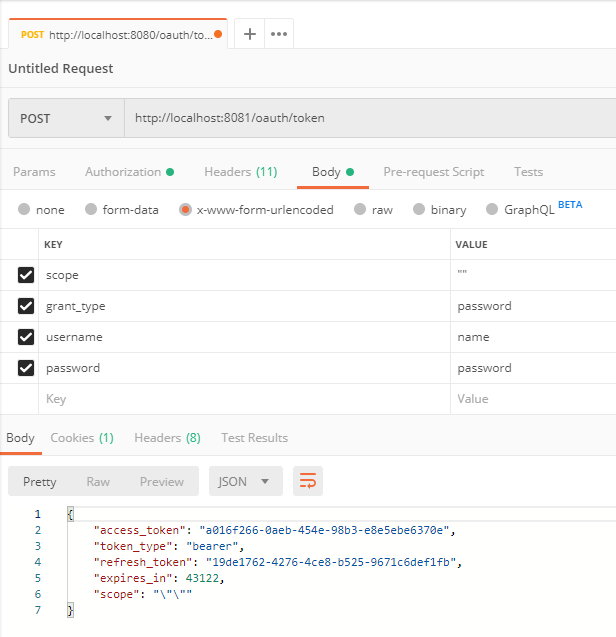 POST http://localhost:8080/oauth/to...
Untitled Request
POST http://localhost:8081/oauth/token
Params Authorization Headers (11) Body Pre-request Script Tests
none form-data x-www-form-urlencoded raw binary GraphQL BETA
KEY VALUE
scope ""
grant_type password
username name
password password
Key Value
Body Cookies (1) Headers (8) Test Results
Pretty Raw Preview JSON
1 {
2 "access_token": "a016f266-0aeb-454e-98b3-e8e5ebe6370e",
3 "token_type": "bearer",
4 "refresh_token": "19de1762-4276-4ce8-b525-9671c6def1fb",
5 "expires_in": 43122,
6 "scope": "\"\""
7 }